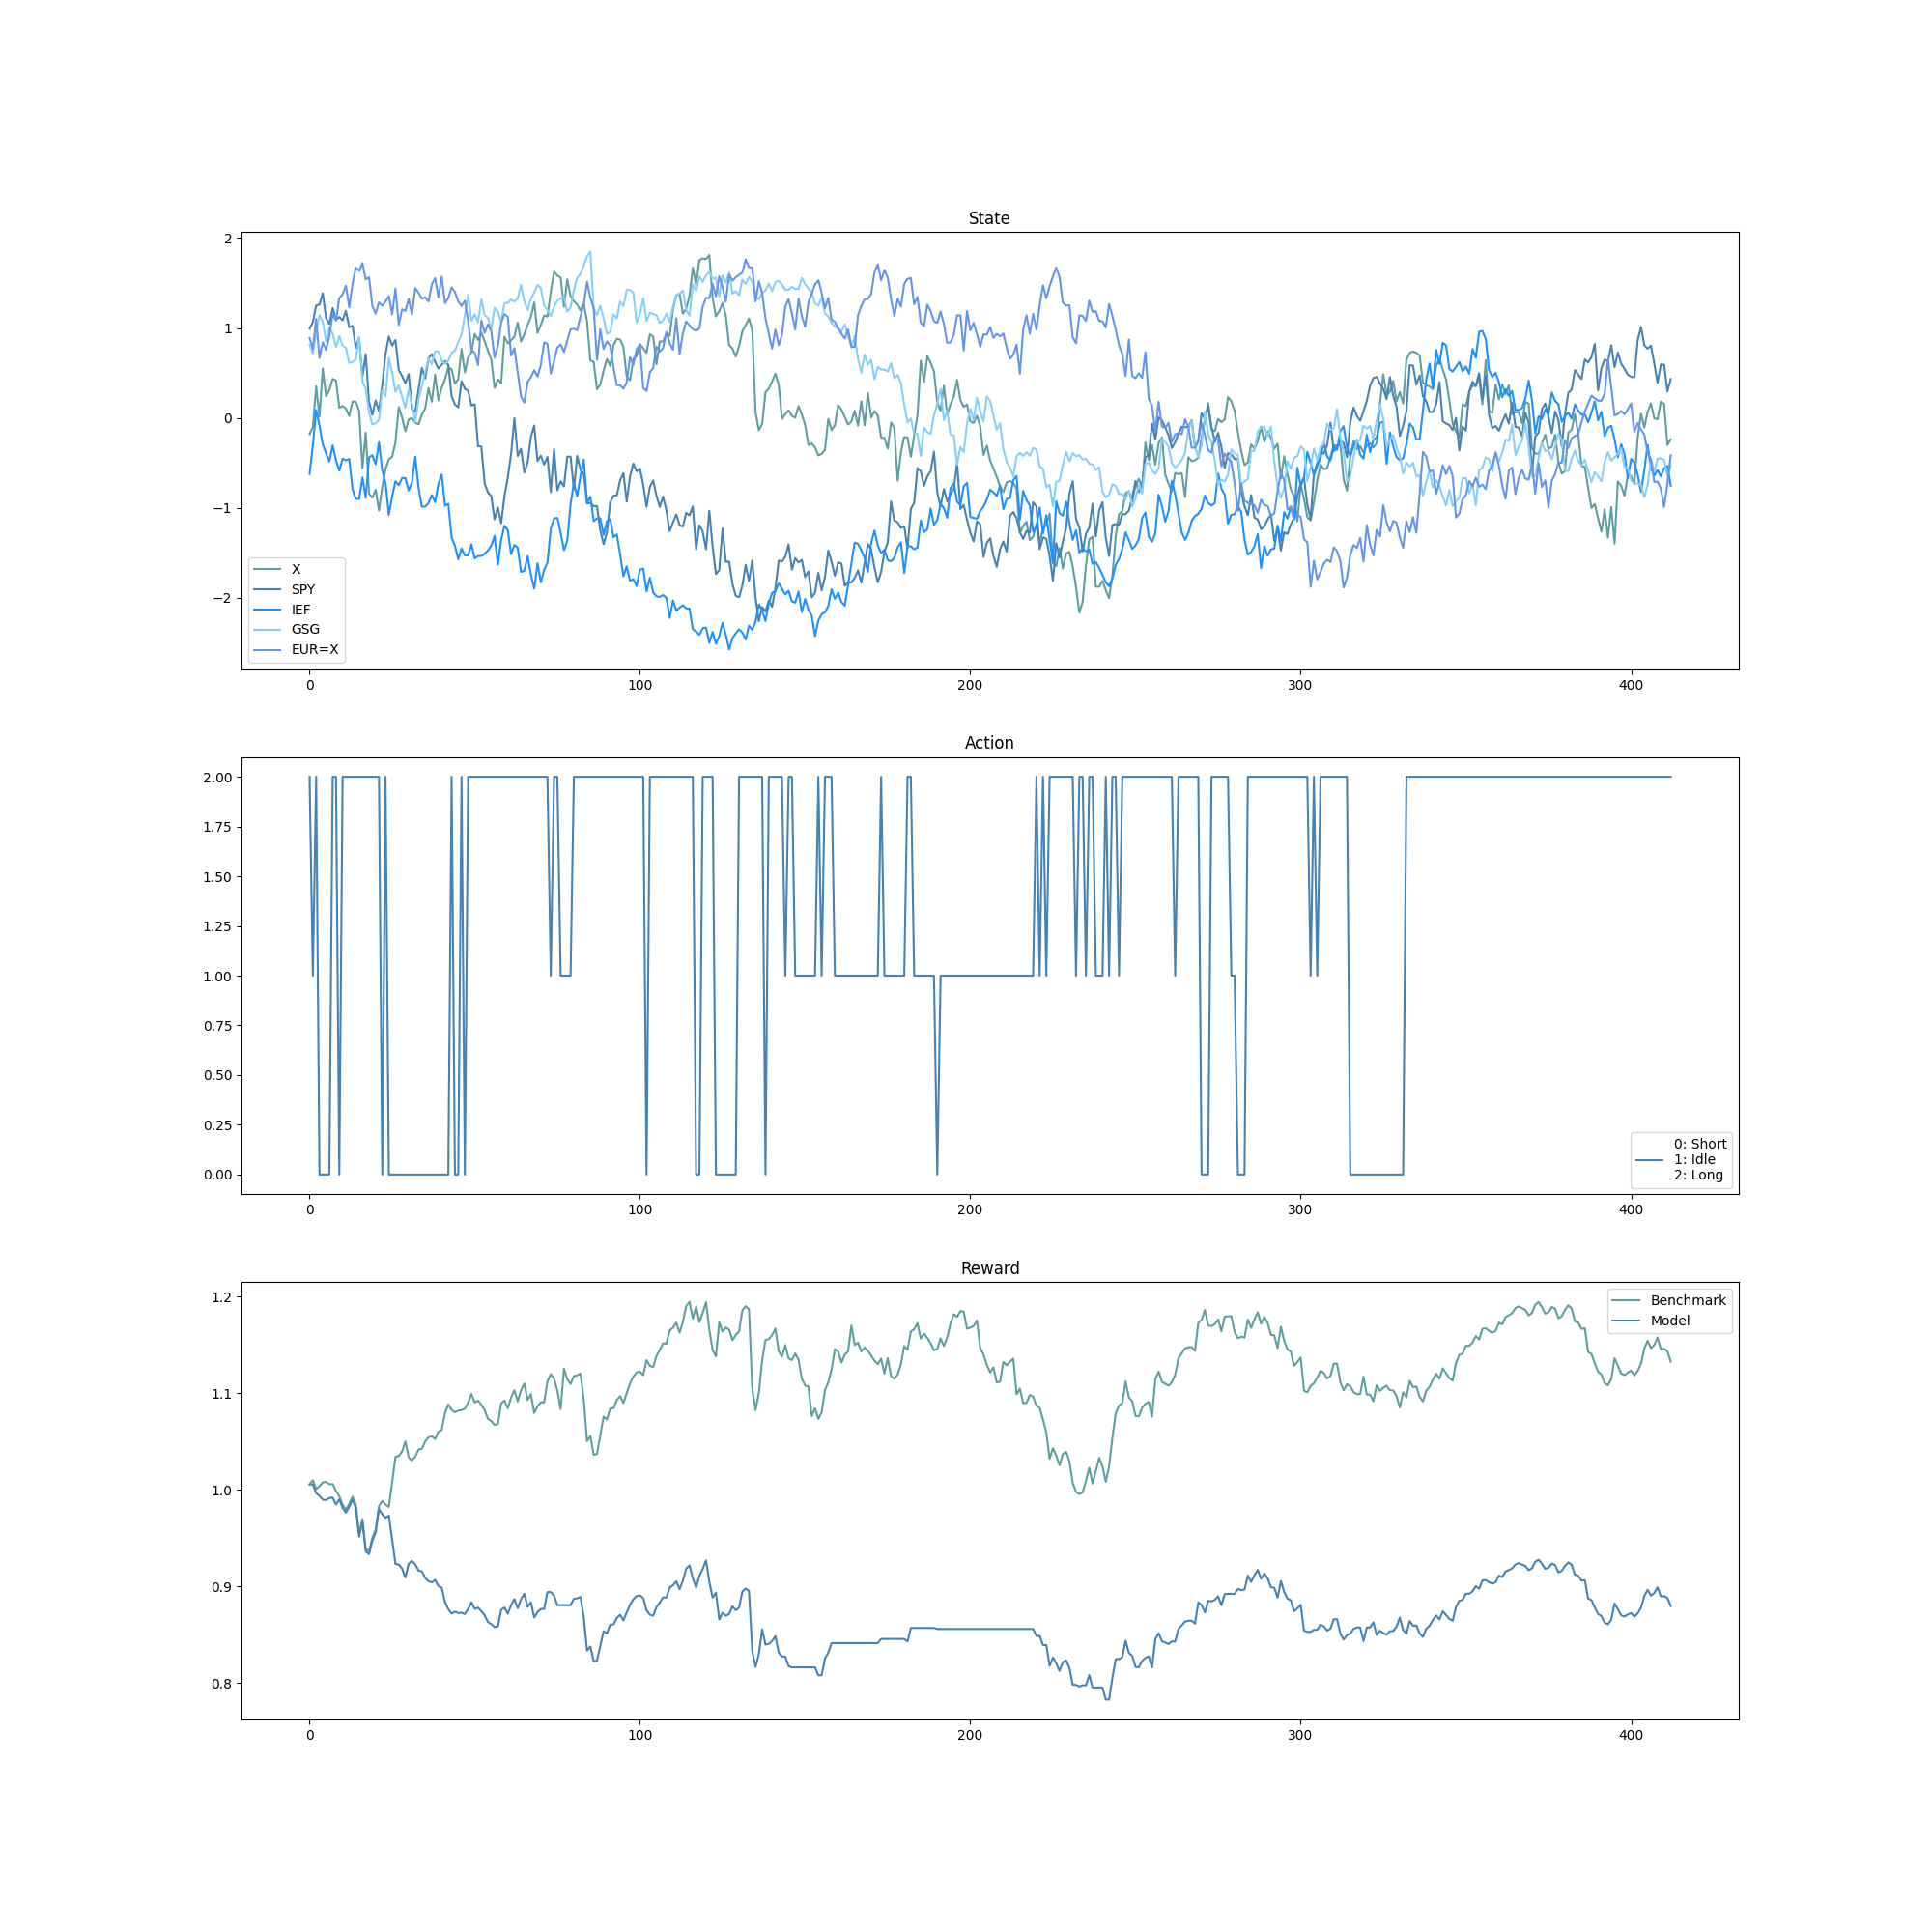 State
2
1
0
−1
−2
X
SPY
IEF
GSG
EUR=X
0 100 200 300 400
Action
2.00
1.75
1.50
1.25
1.00
0.75
0.50
0.25
0.00
0: Short
1: Idle
2: Long
0 100 200 300 400
Reward
1.2
1.1
1.0
0.9
0.8
Benchmark
Model
0 100 200 300 400